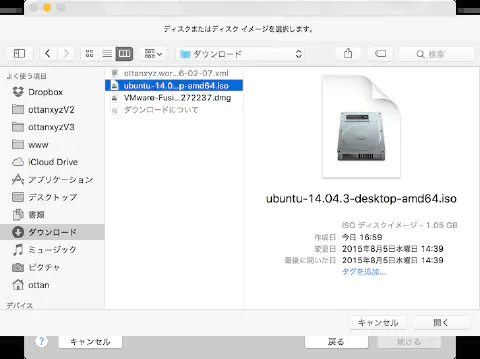 ディスクまたはディスク イメージを選択します。
ダウンロード
検索
よく使う項目
Dropbox
ottanxyzV2
ottanxyzV3
www
iCloud Drive
アプリケーション
デスクトップ
書類
ダウンロード
ミュージック
ピクチャ
ottan
デバイス
ottanxyz.wor...6-02-07.xml
ubuntu-14.04...p-amd64.iso
VMware-Fusi...272237.dmg
ダウンロードについて
ubuntu-14.04.3-desktop-amd64.iso
ISO ディスクイメージ - 1.05 GB
作成日 今日 16:59
変更日 2015年8月5日水曜日 14:39
最後に開いた日 2015年8月5日水曜日 14:39
タグを追加...
キャンセル
開く
?
キャンセル
戻る
続ける